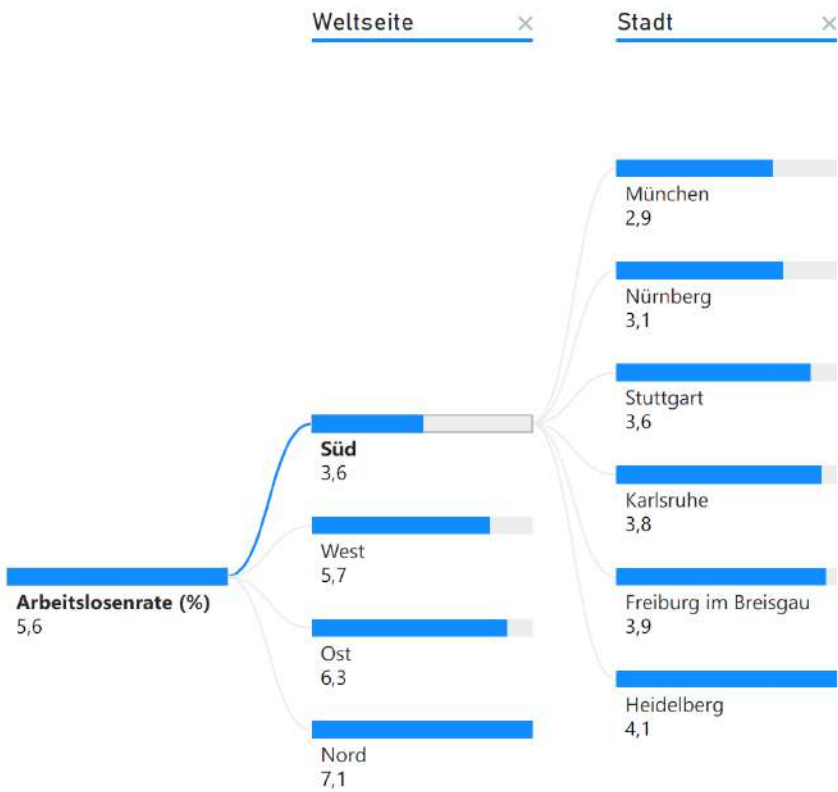 Weltseite ×
Stadt ×
Arbeitslosenrate (%)
5,6
Süd
3,6
West
5,7
Ost
6,3
Nord
7,1
München
2,9
Nürnberg
3,1
Stuttgart
3,6
Karlsruhe
3,8
Freiburg im Breisgau
3,9
Heidelberg
4,1